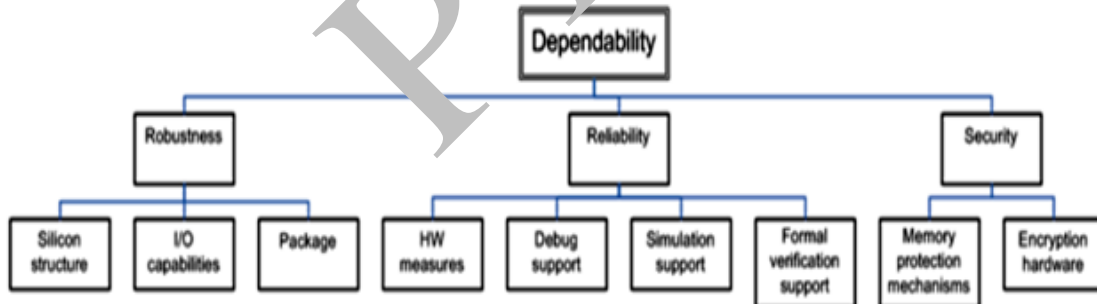 Dependability
Robustness
Reliability
Security
Silicon
structure
I/O
capabilities
Package
HW
measures
Debug
support
Simulation
support
Formal
verification
support
Memory
protection
mechanisms
Encryption
hardware